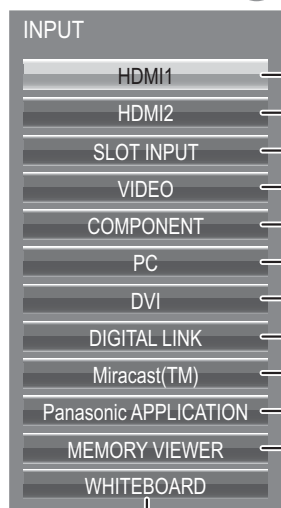 INPUT
HDMI1
HDMI2
SLOT INPUT
VIDEO
COMPONENT
PC
DVI
DIGITAL LINK
Miracast(TM)
Panasonic APPLICATION
MEMORY VIEWER
WHITEBOARD